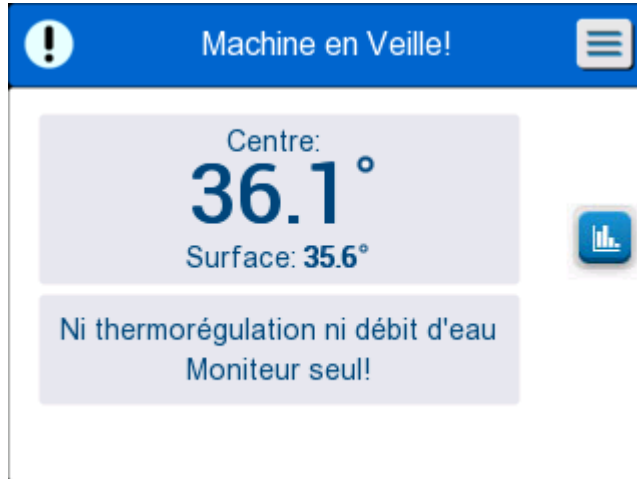 Machine en Veille!
Centre:
36.1°
Surface: 35.6°
Ni thermorégulation ni débit d'eau
Moniteur seul!